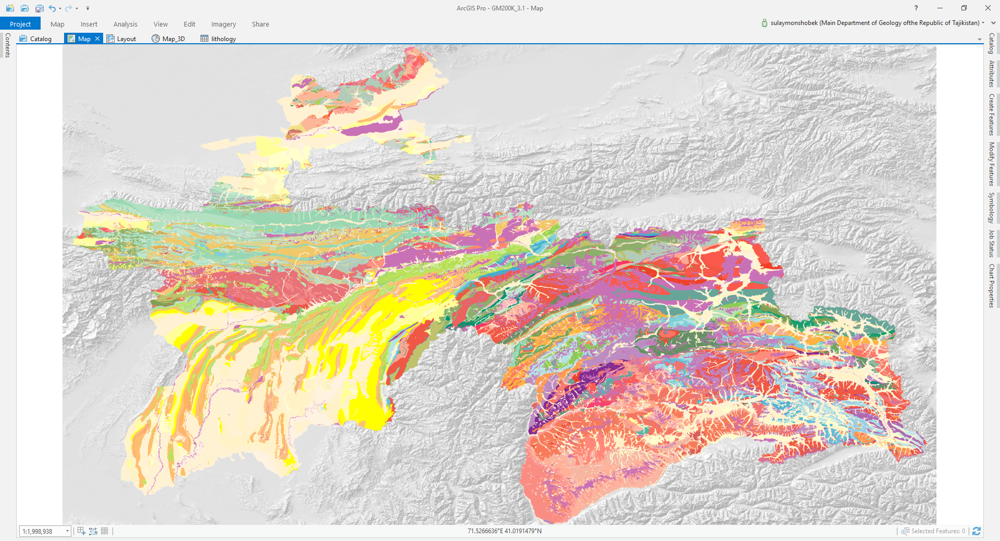 ArcGIS Pro - GM200K_3.1 - Map
?
Project
Map
Insert
Analysis
View
Edit
Imagery
Share
sulaymonshobek (Main Department of Geology ofthe Republic of Tajikistan)
Contents
Catalog
Map
Layout
Map_3D
lithology
Catalog
Attributes
Create Features
Modify Features
Symbology
Job Status
Chart Properties
1:1,998,938
71.5266636°E 41.0191479°N
Selected Features: 0